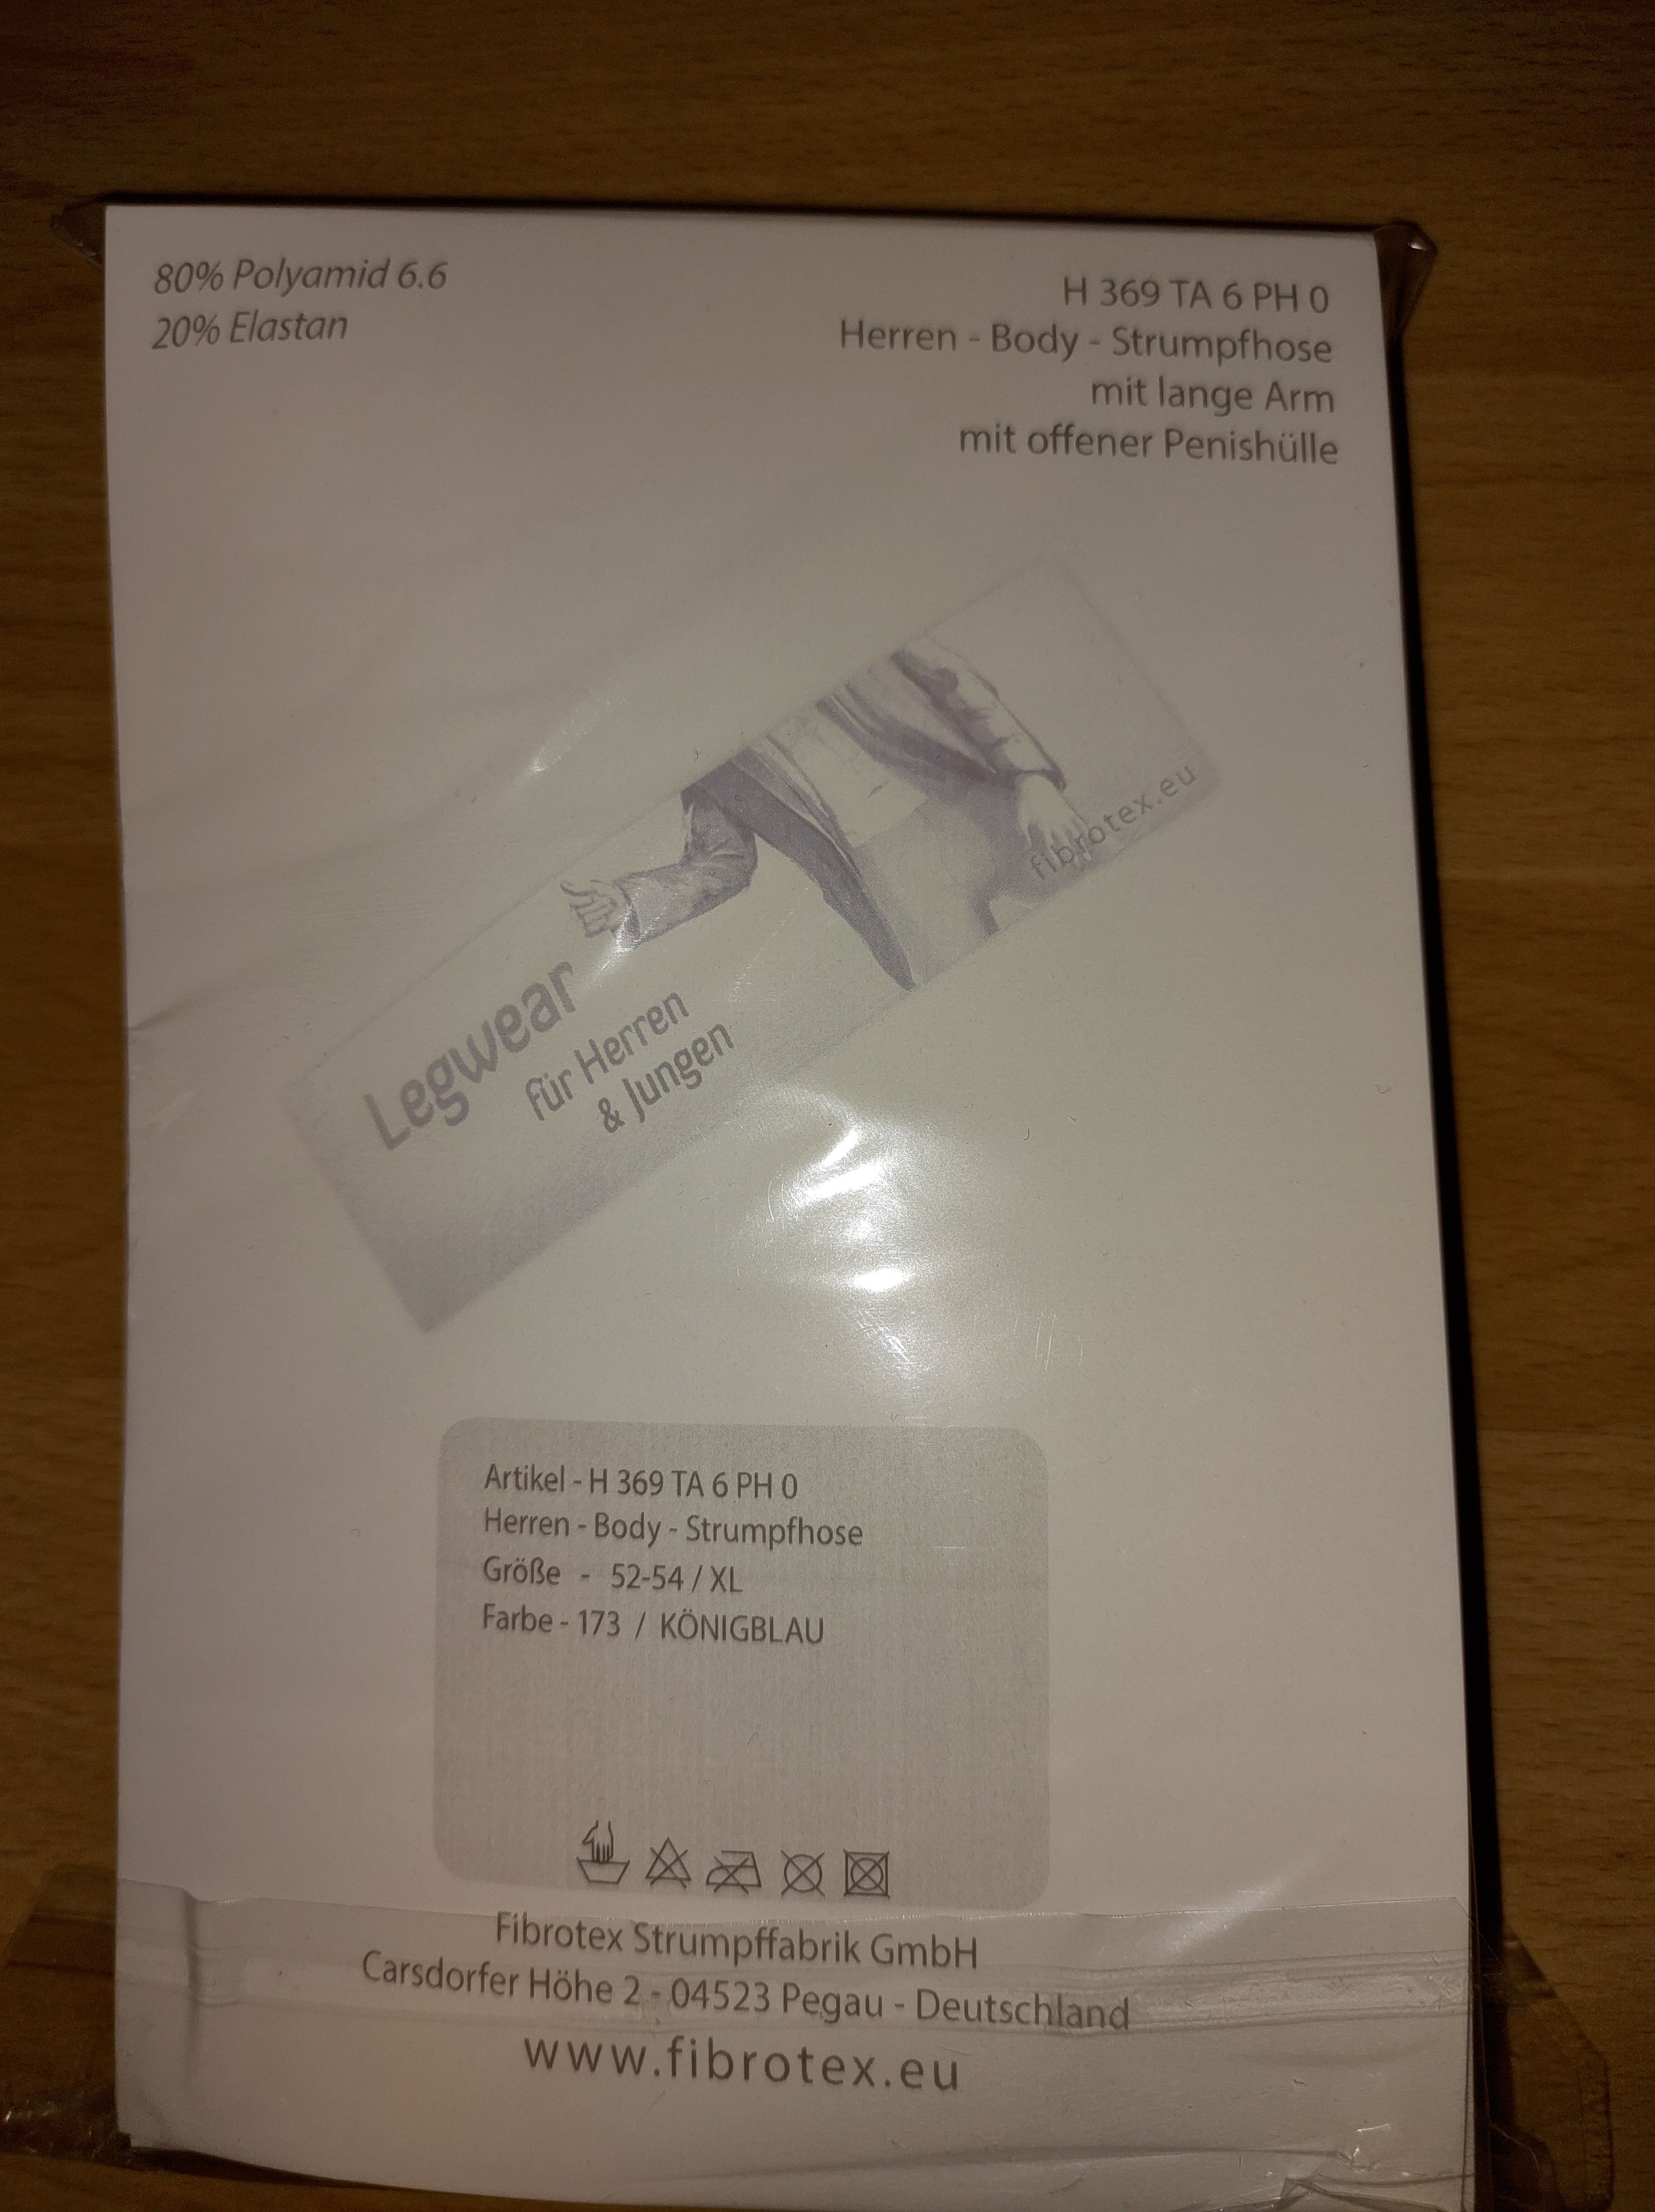 80% Polyamid 6.6
20% Elastan
H 369 TA 6 PH 0
Herren - Body - Strumpfhose
mit lange Arm
mit offener Penishülle
fibrotex.eu
Legwear
für Herren
& Jungen
Artikel - H 369 TA 6 PH 0
Herren - Body - Strumpfhose
Größe - 52-54 / XL
Farbe - 173 / KÖNIGBLAU
Fibrotex Strumpffabrik GmbH
Carsdorfer Höhe 2 - 04523 Pegau - Deutschland
www.fibrotex.eu